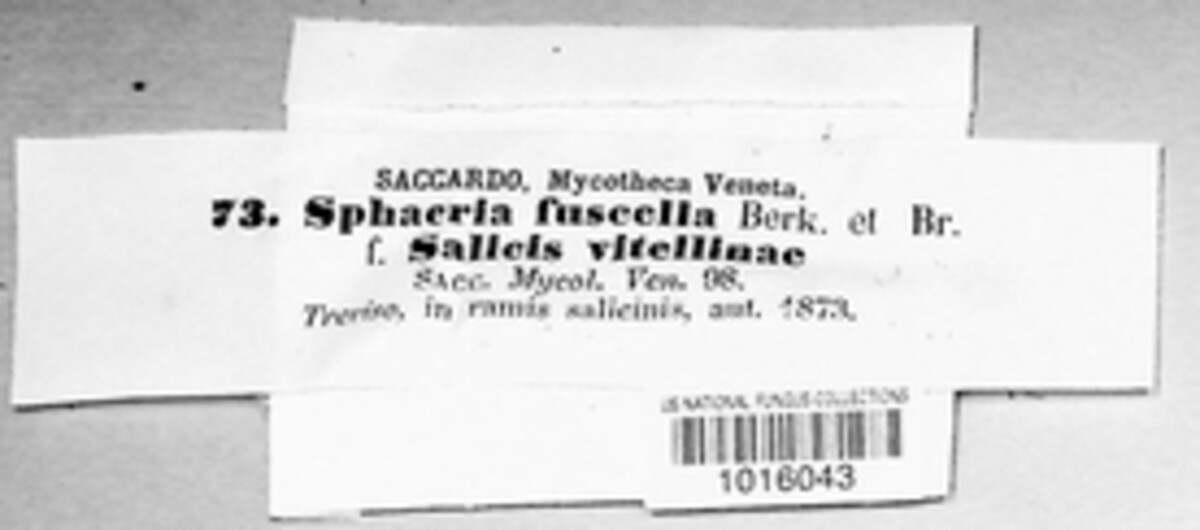 SACCARDO, Mycotheca Veneta.
73. Sphaeria fuscella Berk. et Br.
f. Salicis vitellinae
SACC. Mycol. Ven. 98.
Treviso, in ramis salicinis, aut. 1873.
US NATIONAL FUNGUS COLLECTIONS
1016043